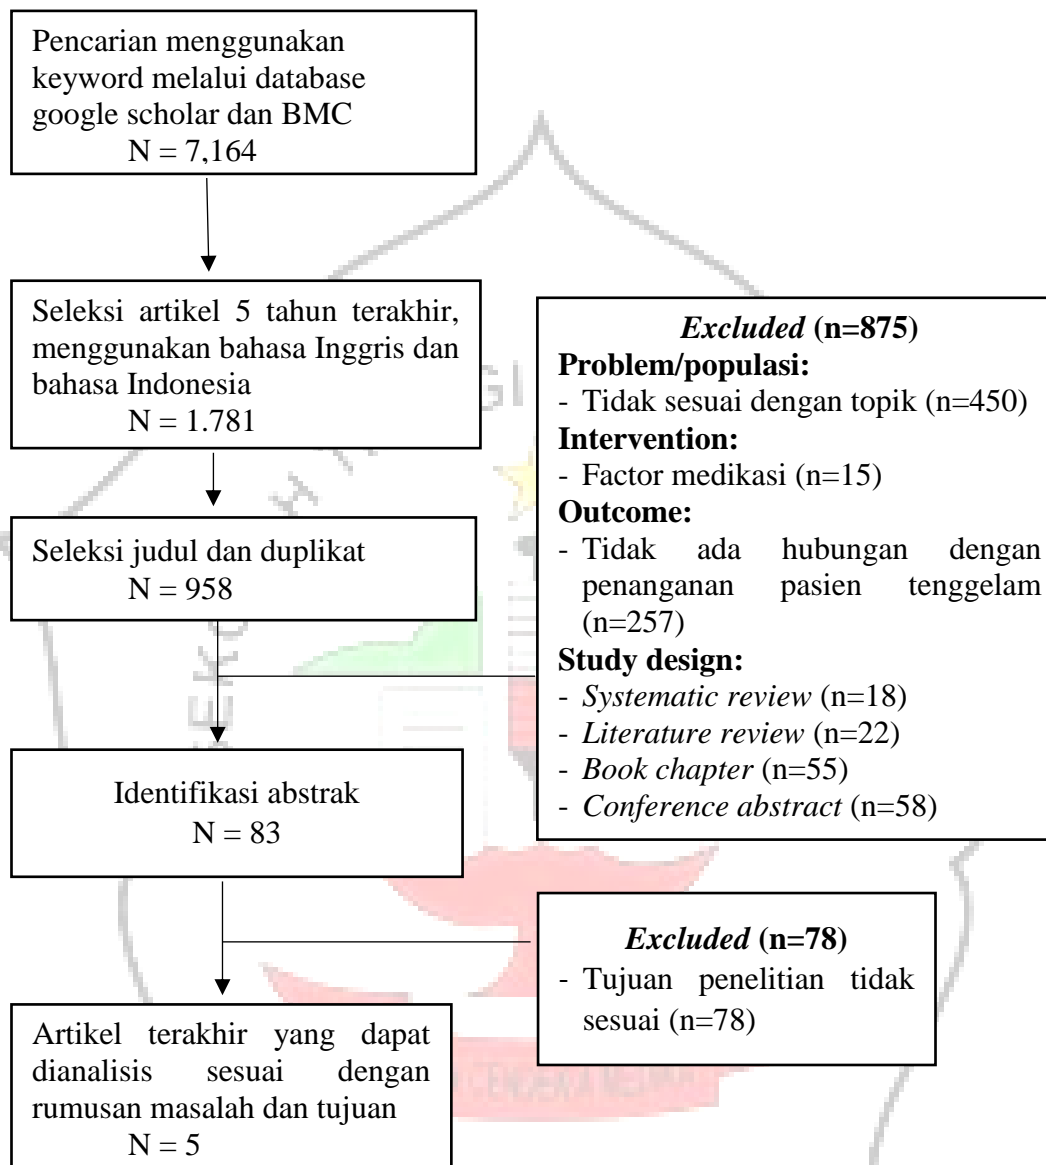 Pencarian menggunakan
keyword melalui database
google scholar dan BMC
N = 7,164
Seleksi artikel 5 tahun terakhir,
menggunakan bahasa Inggris dan
bahasa Indonesia
N = 1.781
Seleksi judul dan duplikat
N = 958
Excluded (n=875)
Problem/populasi:
- Tidak sesuai dengan topik (n=450)
Intervention:
- Factor medikasi (n=15)
Outcome:
- Tidak ada hubungan dengan
penanganan pasien tenggelam
(n=257)
Study design:
- Systematic review (n=18)
- Literature review (n=22)
- Book chapter (n=55)
- Conference abstract (n=58)
Identifikasi abstrak
N = 83
Excluded (n=78)
- Tujuan penelitian tidak
sesuai (n=78)
Artikel terakhir yang dapat
dianalisis sesuai dengan
rumusan masalah dan tujuan
N = 5